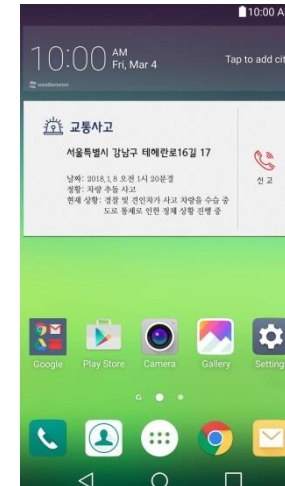 10:00 A
10:00 AM
Fri, Mar 4
Tap to add cit
교통사고
서울특별시 강남구 테헤란로16길 17
날짜: 2018.1.8 오전 1시 20분경
정황: 차량 추돌 사고
현재 상황: 경찰 및 견인차가 사고 차량을 수습 중
도로 통제로 인한 정체 상황 진행 중
신고
Google
Play Store
Camera
Gallery
Setting
G